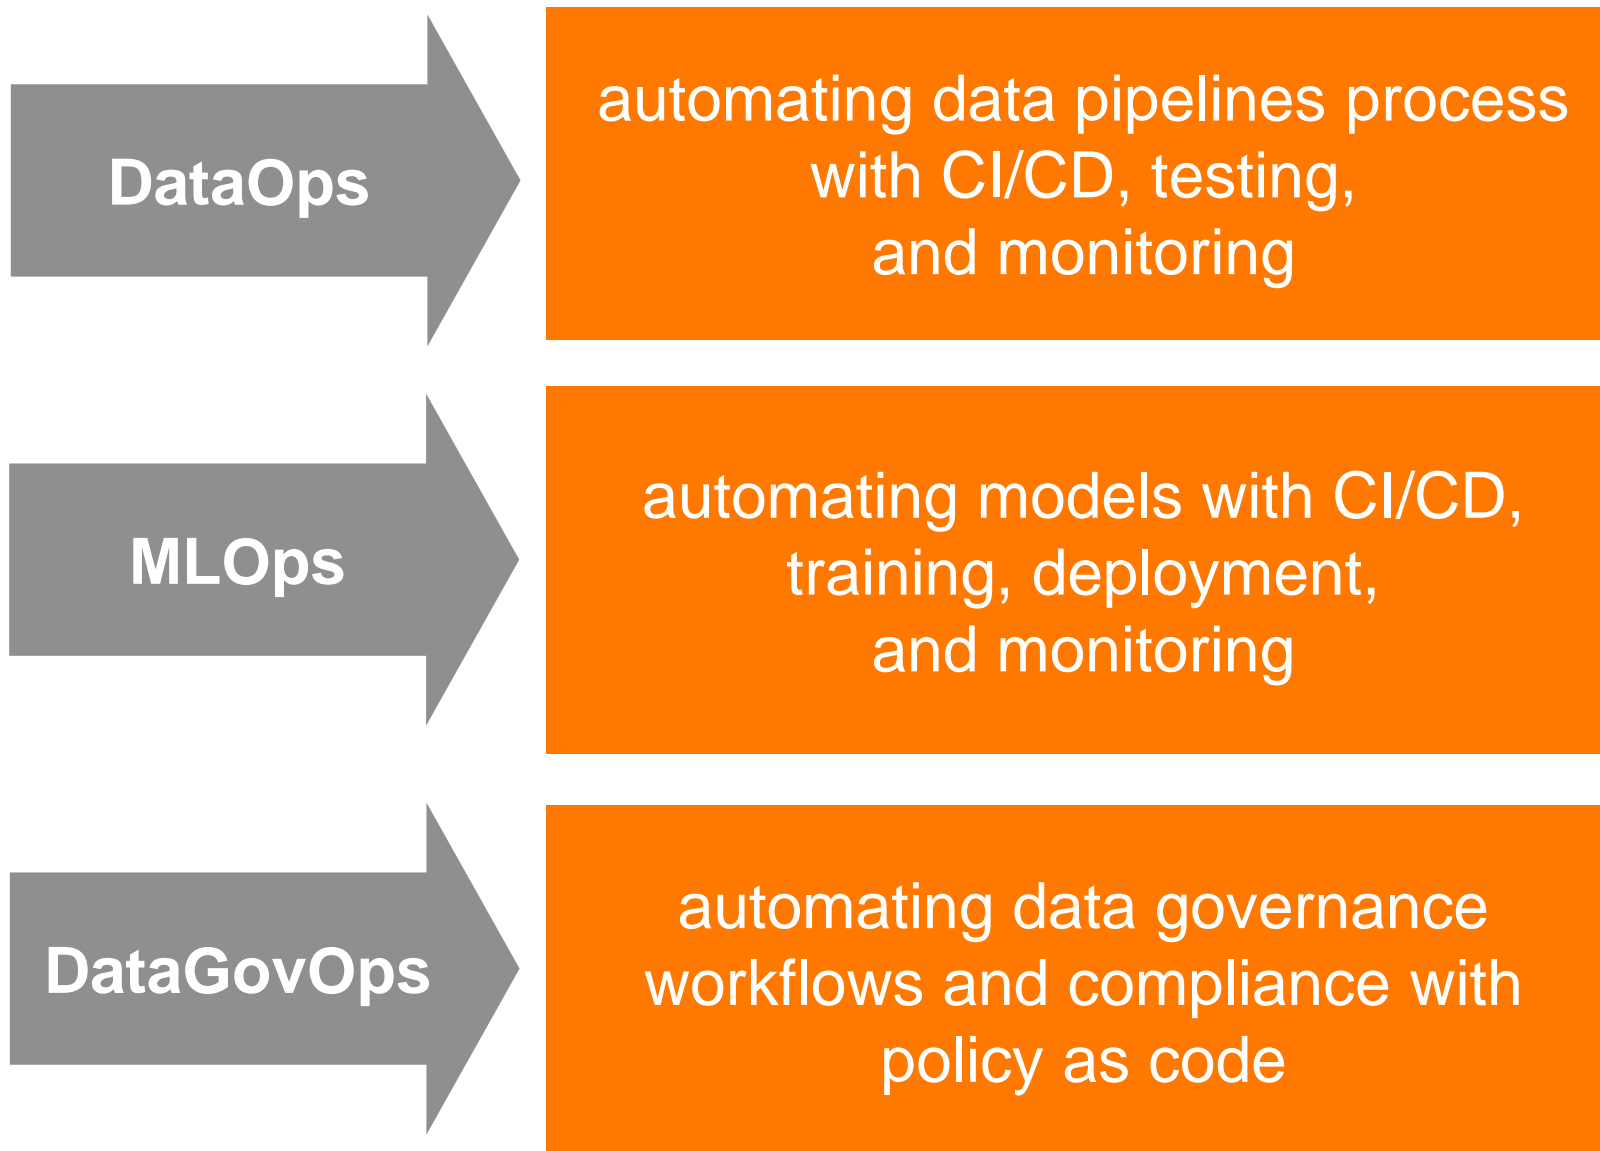 DataOps
automating data pipelines process
with CI/CD, testing,
and monitoring
MLOps
automating models with CI/CD,
training, deployment,
and monitoring
DataGovOps
automating data governance
workflows and compliance with
policy as code